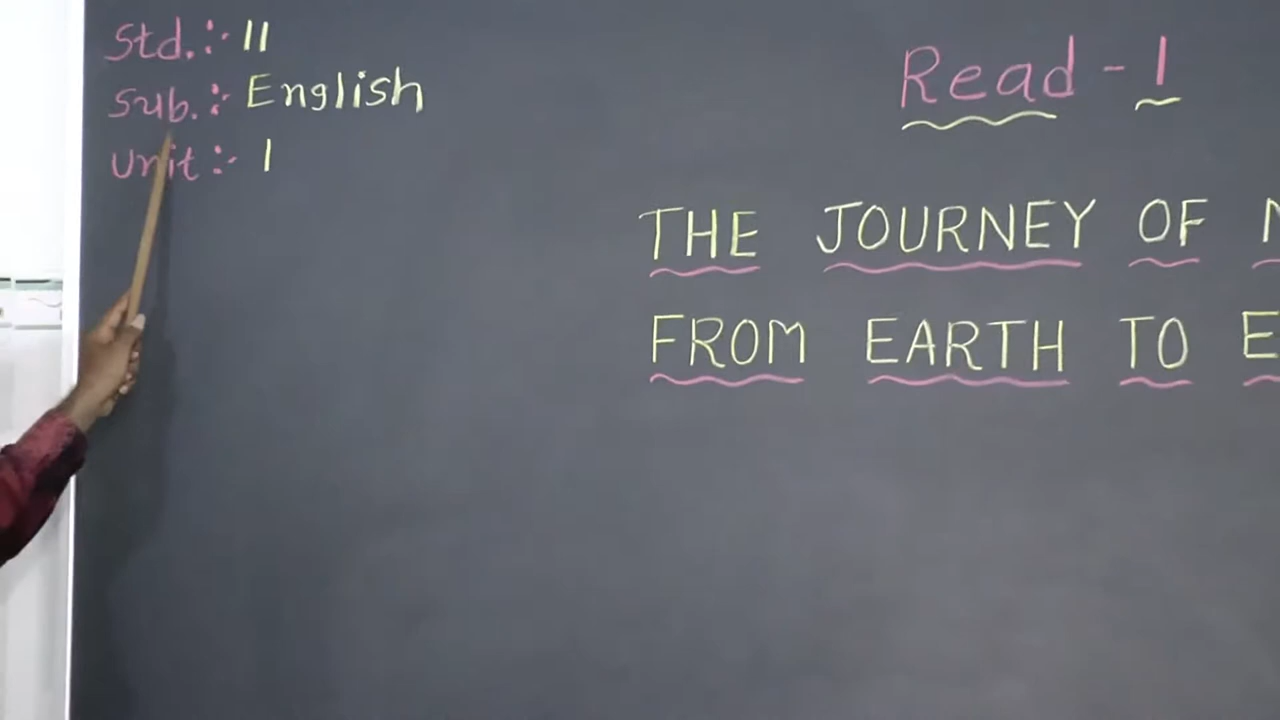 Std. :- 11
Sub. :- English
Unit :- 1
Read - 1
THE JOURNEY OF
FROM EARTH TO